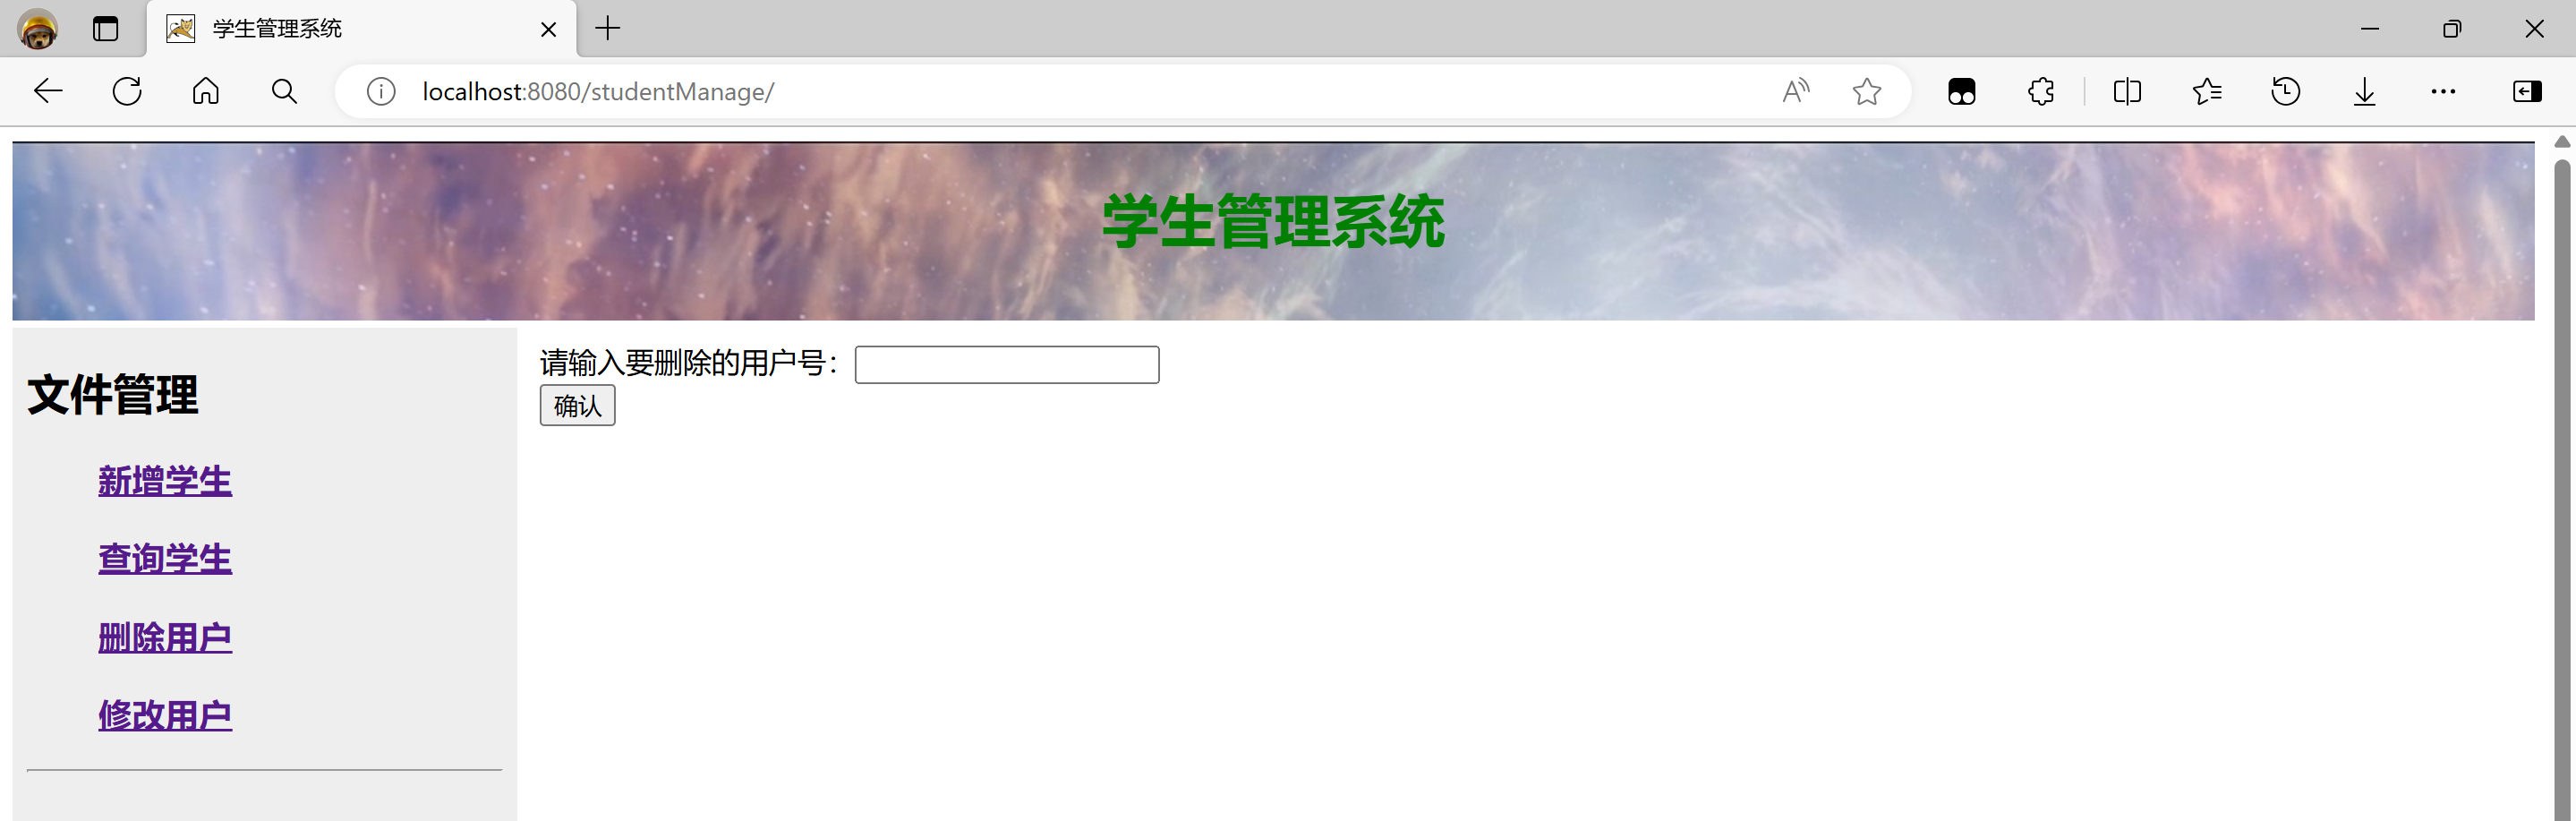 学生管理系统
localhost:8080/studentManage/
学生管理系统
文件管理
请输入要删除的用户号：
确认
新增学生
查询学生
删除用户
修改用户